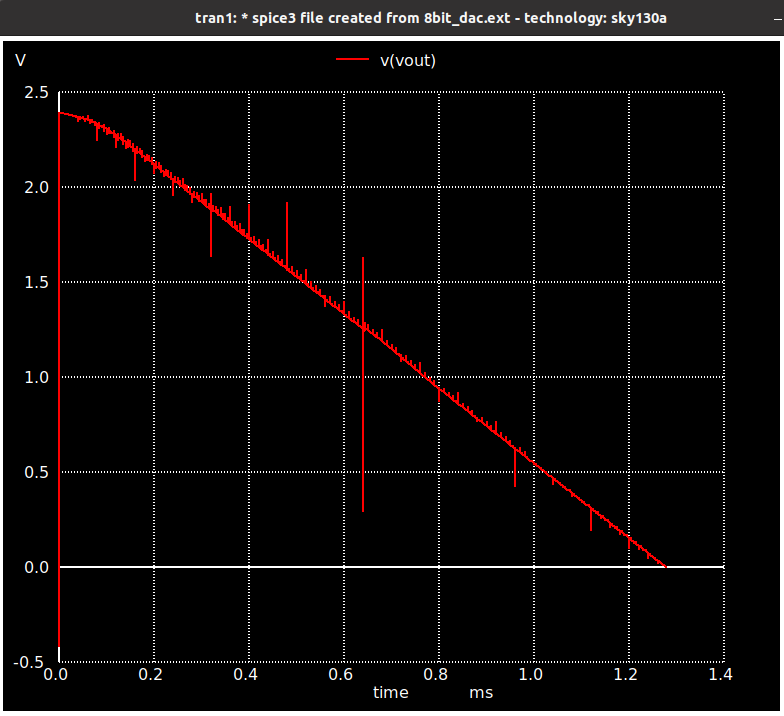 tran1: * spice3 file created from 8bit_dac.ext - technology: sky130a
V
v(vout)
2.5
2.0
1.5
1.0
0.5
0.0
-0.5
0.0 0.2 0.4 0.6 0.8 1.0 1.2 1.4
time ms